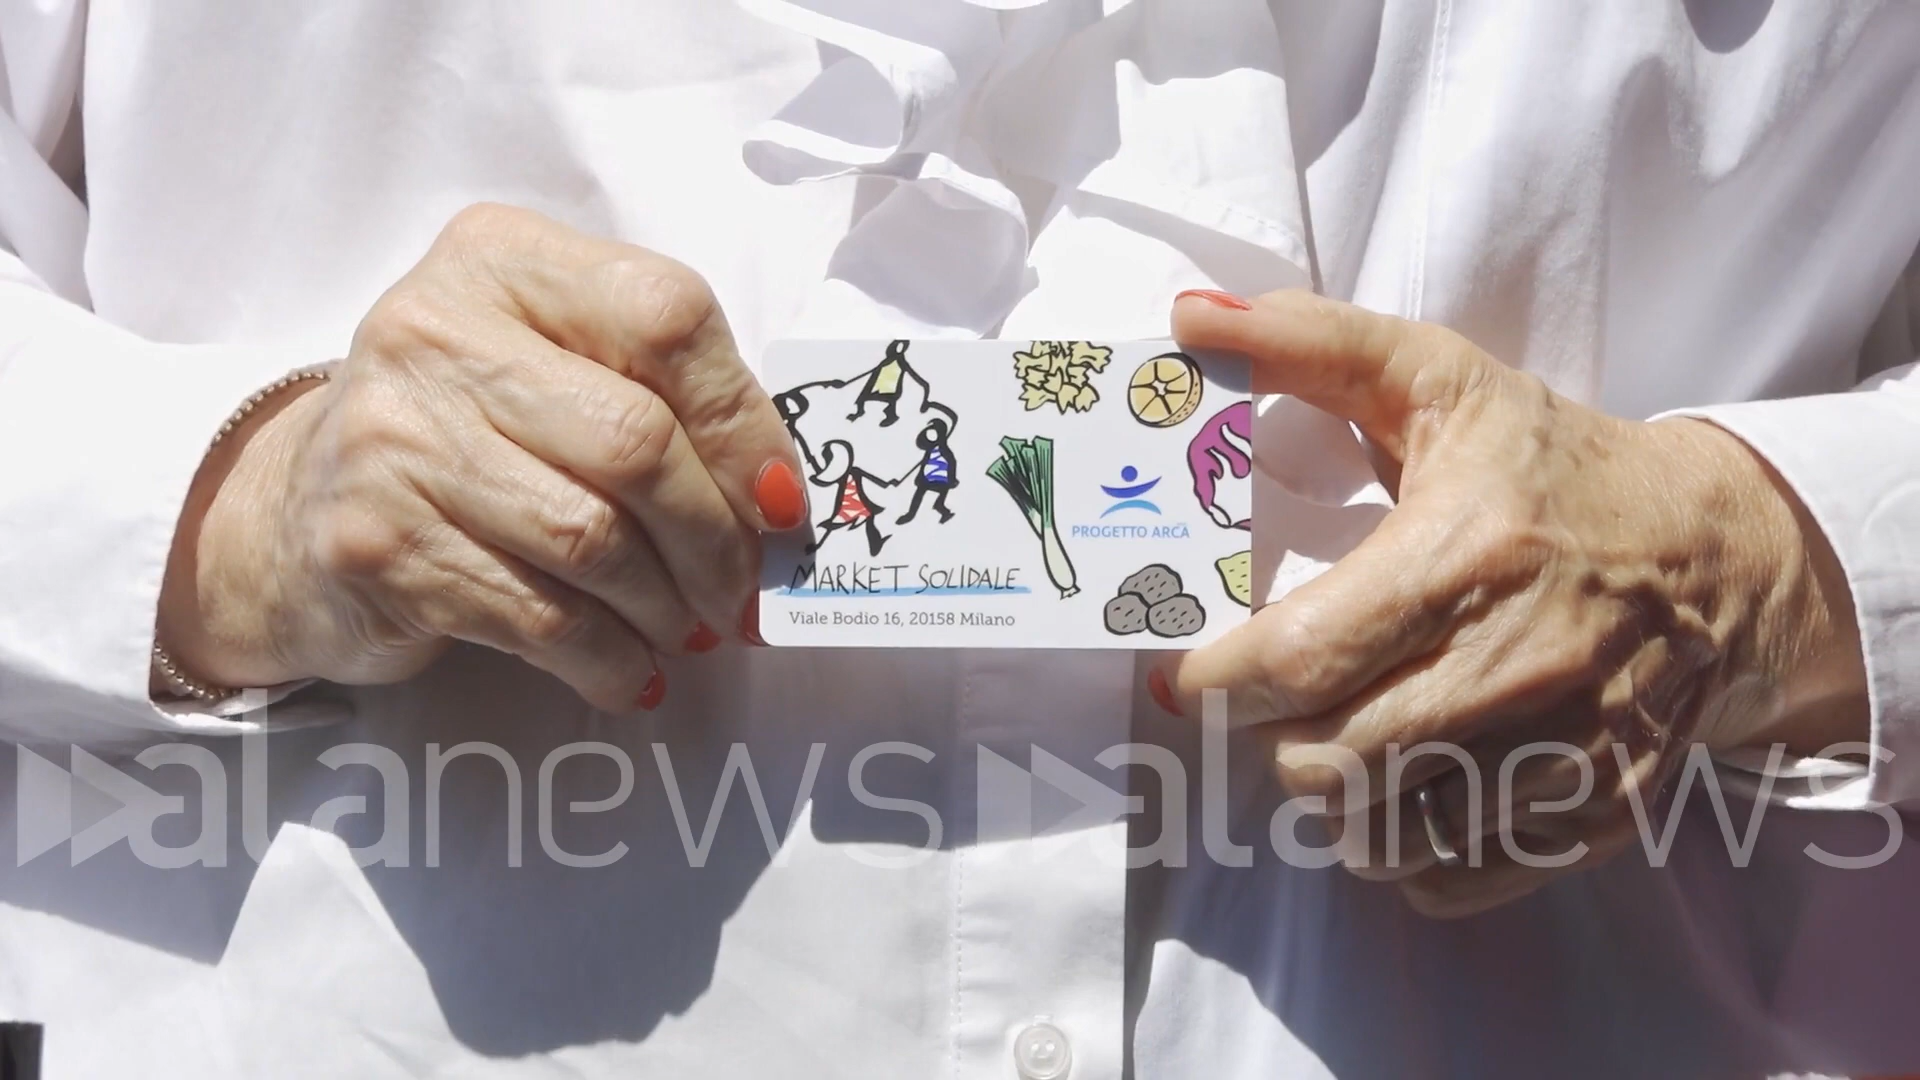 PROGETTO ARCA
MARKET SOLIDALE
Viale Bodio 16, 20158 Milano
alanews alanews